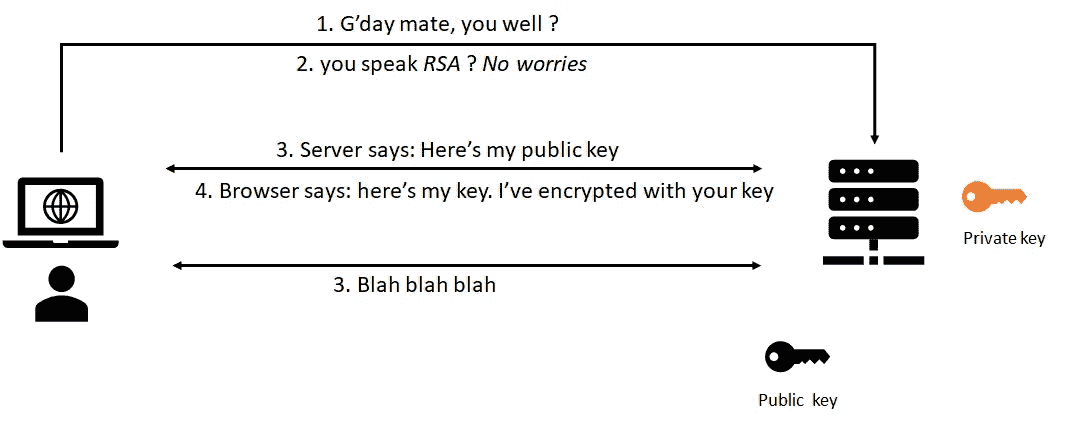 1. G’day mate, you well ?
2. you speak RSA ? No worries
3. Server says: Here’s my public key
4. Browser says: here’s my key. I’ve encrypted with your key
Private key
3. Blah blah blah
Public key